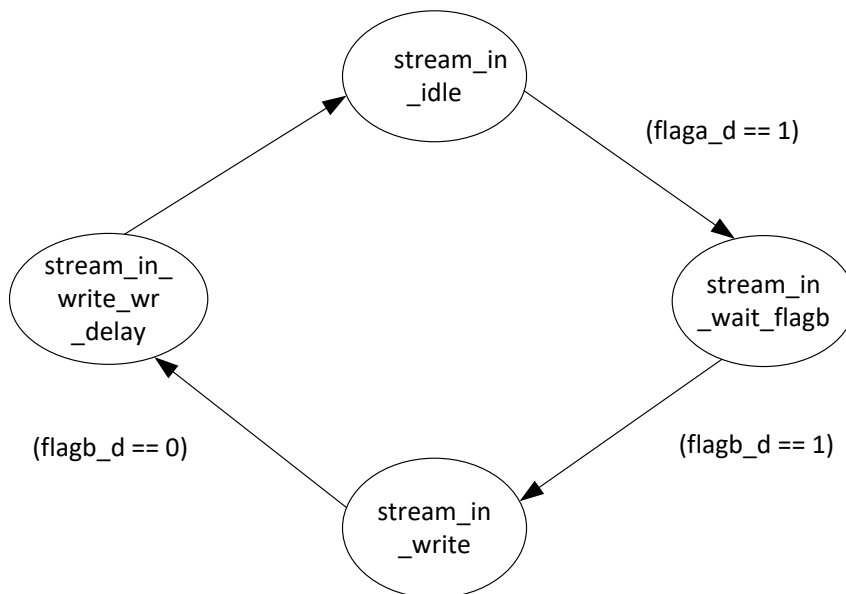 stream_in
_idle
(flaga_d == 1)
stream_in_
write_wr
_delay
stream_in
_wait_flagb
(flagb_d == 0)
(flagb_d == 1)
stream_in
_write